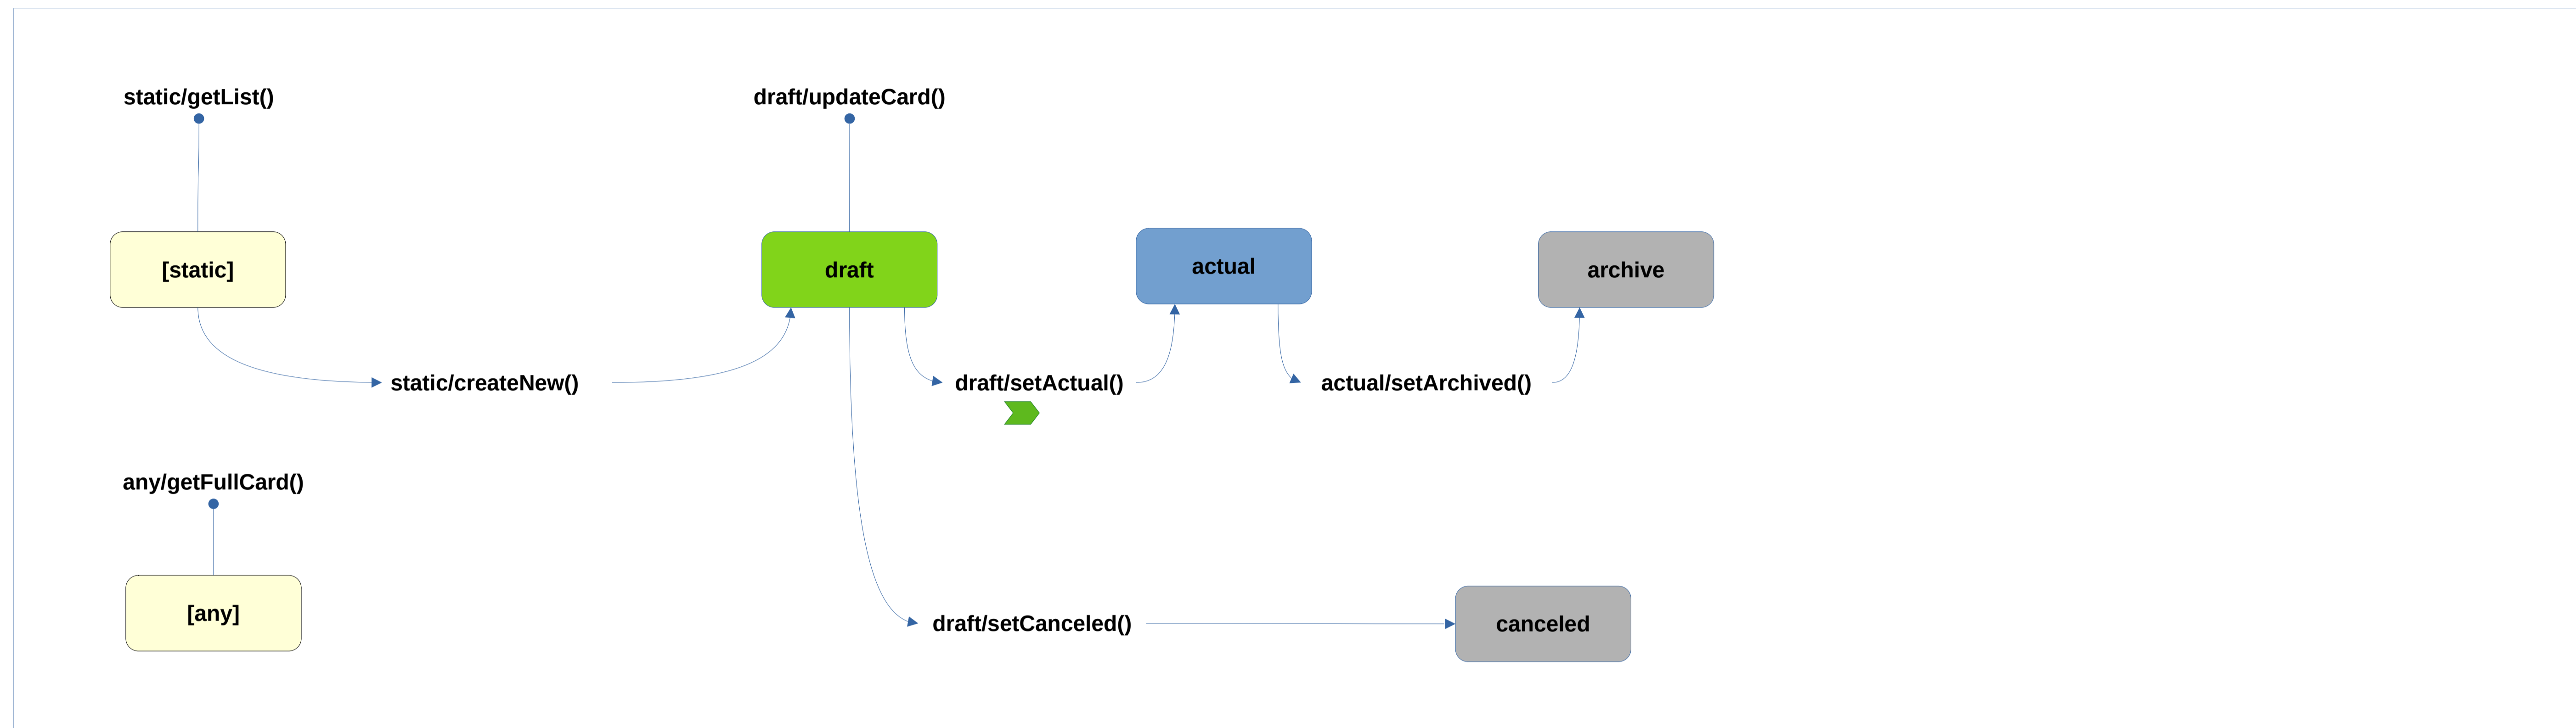 static/getList()
draft/updateCard()
[static]
draft
actual
archive
static/createNew()
draft/setActual()
actual/setArchived()
any/getFullCard()
[any]
draft/setCanceled()
canceled